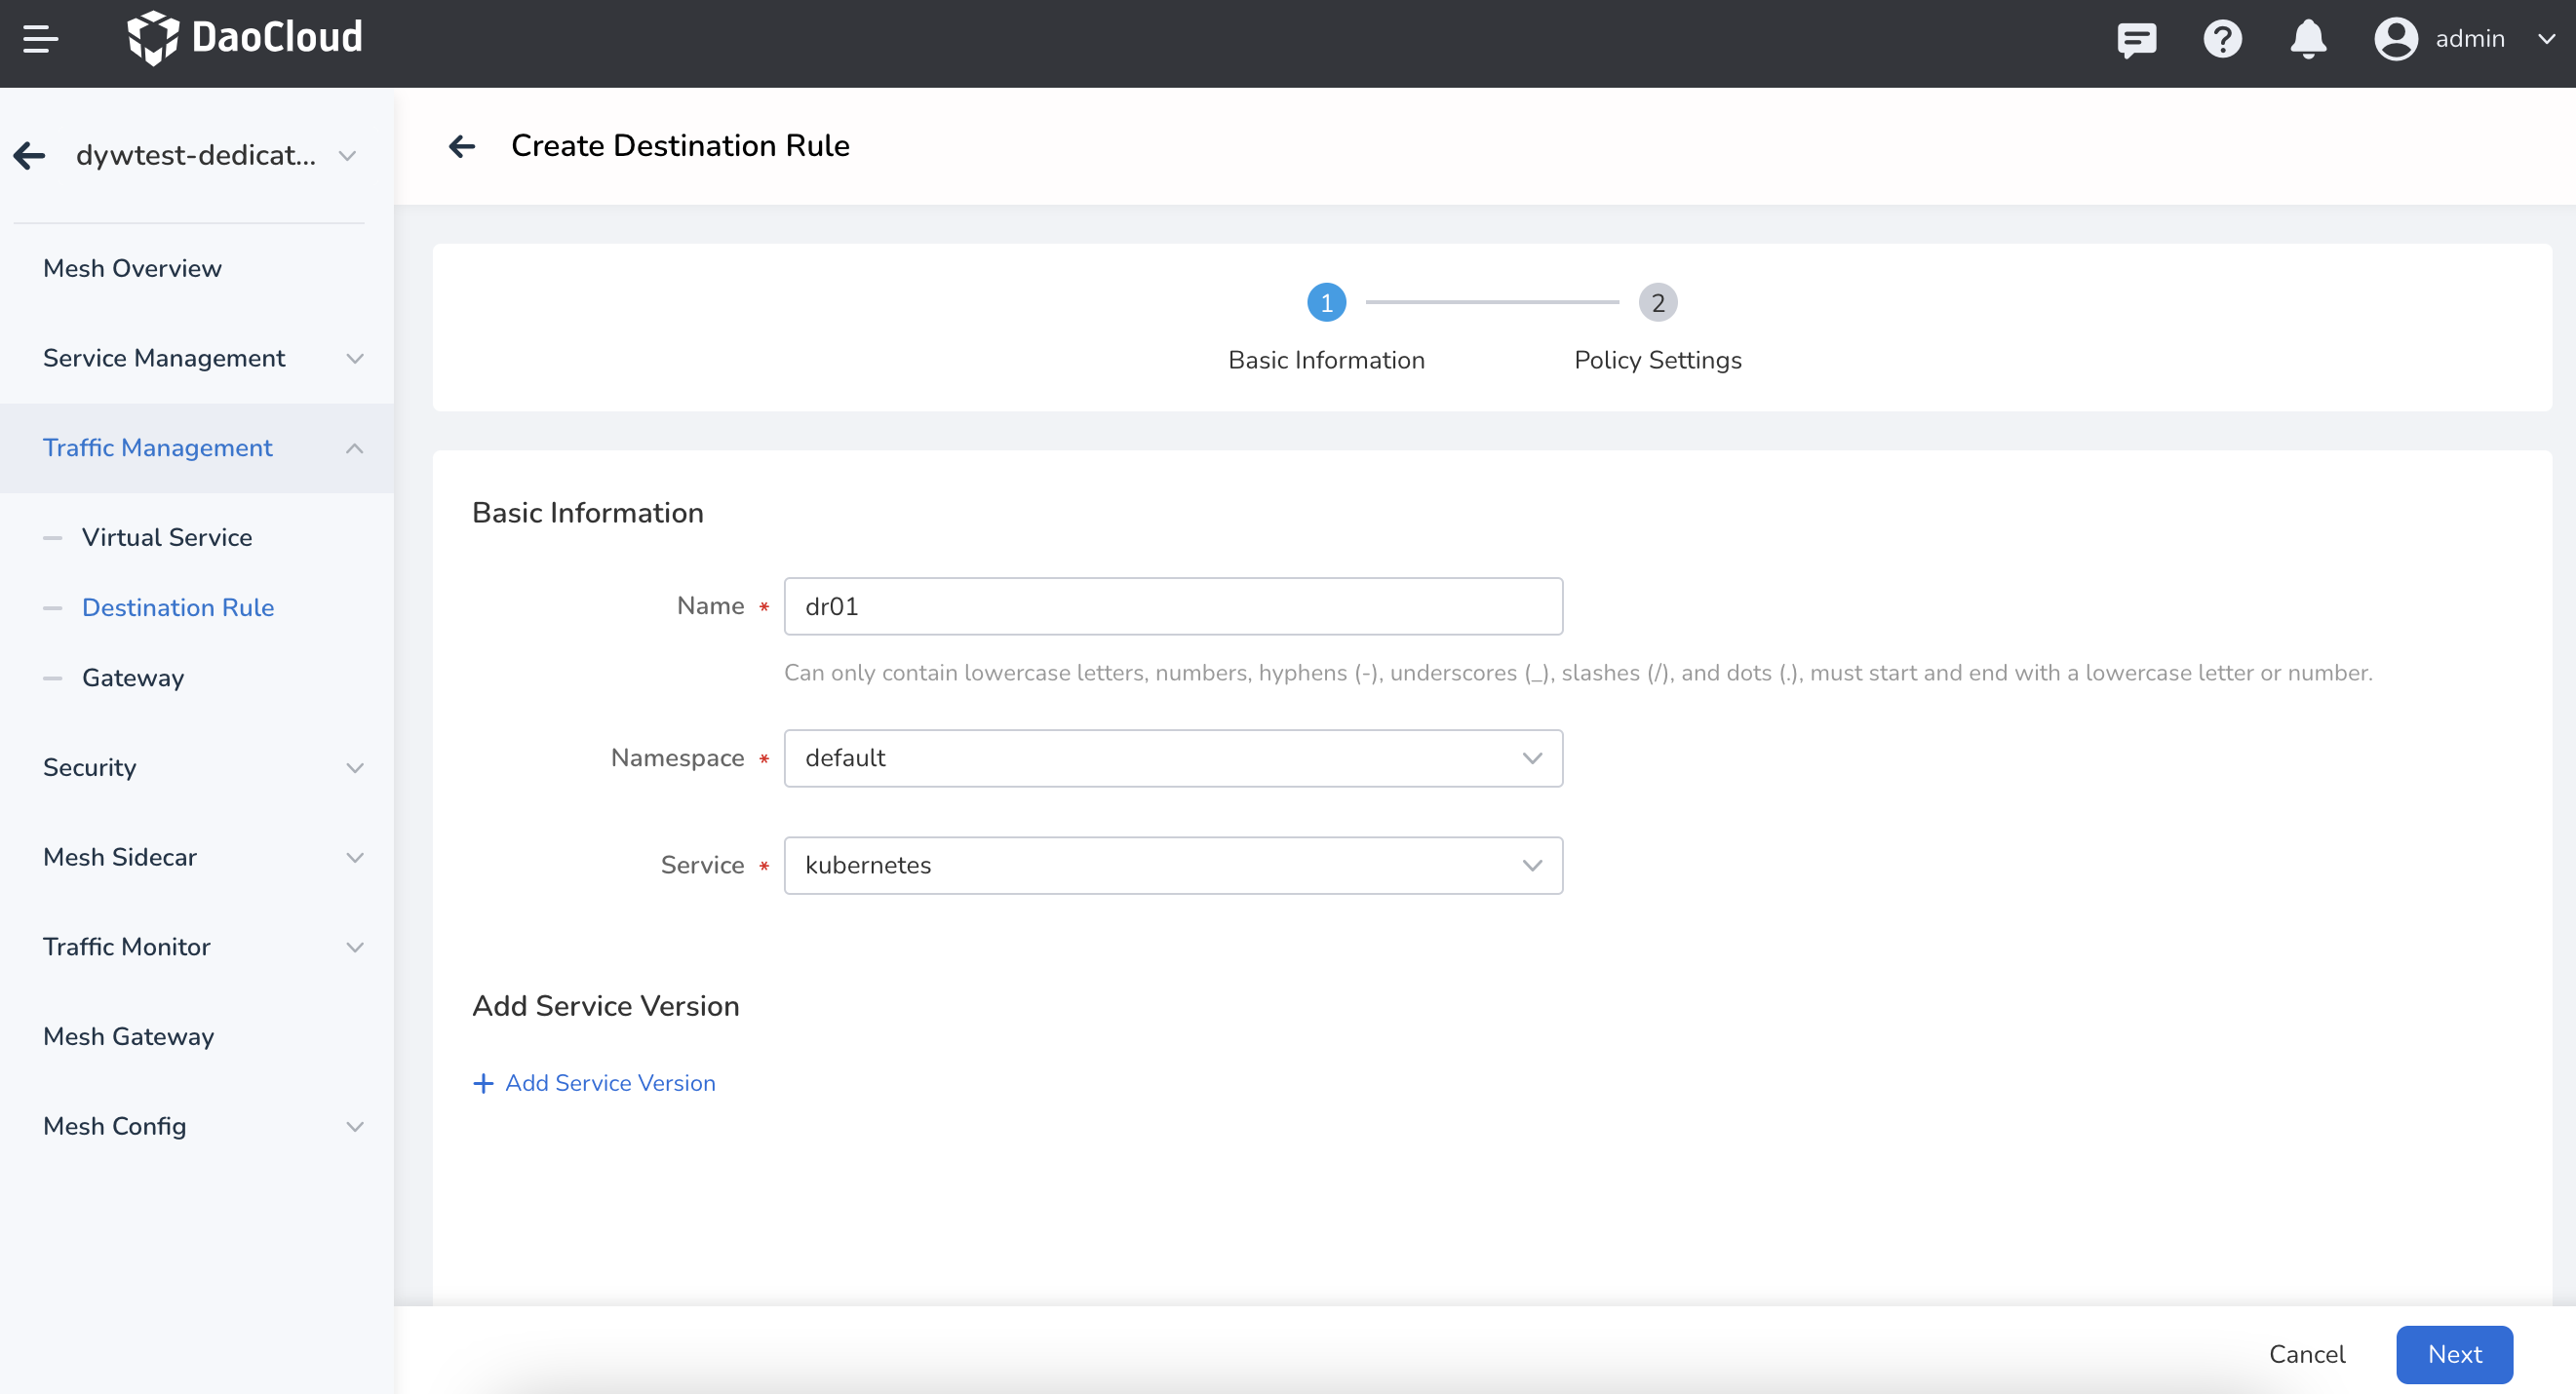 DaoCloud
admin
dywtest-dedicat...
Create Destination Rule
Mesh Overview
Service Management
Traffic Management
Virtual Service
Destination Rule
Gateway
Security
Mesh Sidecar
Traffic Monitor
Mesh Gateway
Mesh Config
1
2
Basic Information
Policy Settings
Basic Information
Name * dr01
Can only contain lowercase letters, numbers, hyphens (-), underscores (_), slashes (/), and dots (.), must start and end with a lowercase letter or number.
Namespace * default
Service * kubernetes
Add Service Version
+ Add Service Version
Cancel
Next